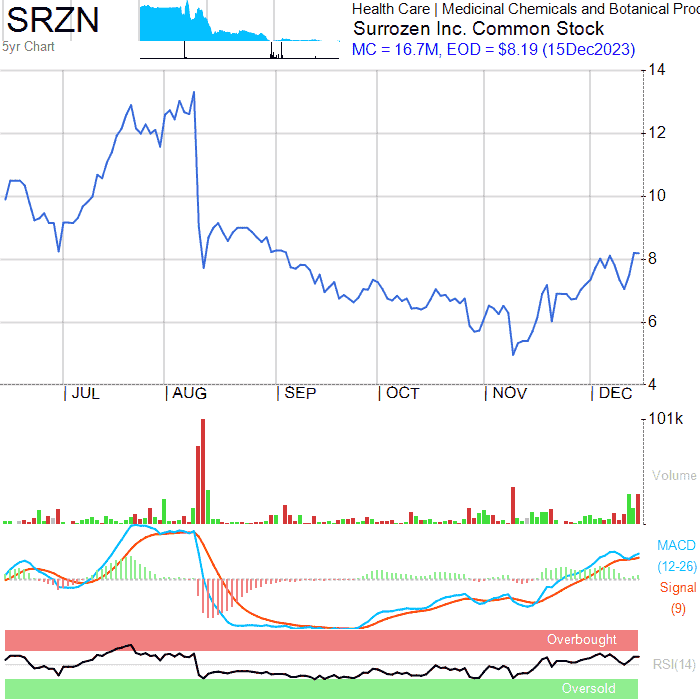 SRZN
5yr Chart
Health Care | Medicinal Chemicals and Botanical Proc
Surrozen Inc. Common Stock
MC = 16.7M, EOD = $8.19 (15Dec2023)
14
12
10
8
6
4
JUL
AUG
SEP
OCT
NOV
DEC
101k
Volume
MACD
(12-26)
Signal
(9)
Overbought
RSI(14)
Oversold